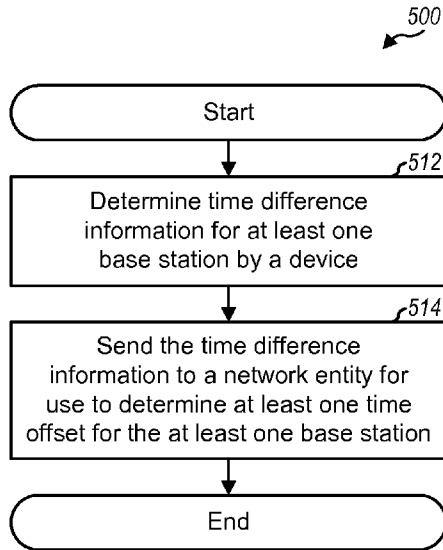 500
Start
512
Determine time difference
information for at least one
base station by a device
514
Send the time difference
information to a network entity for
use to determine at least one time
offset for the at least one base station
End